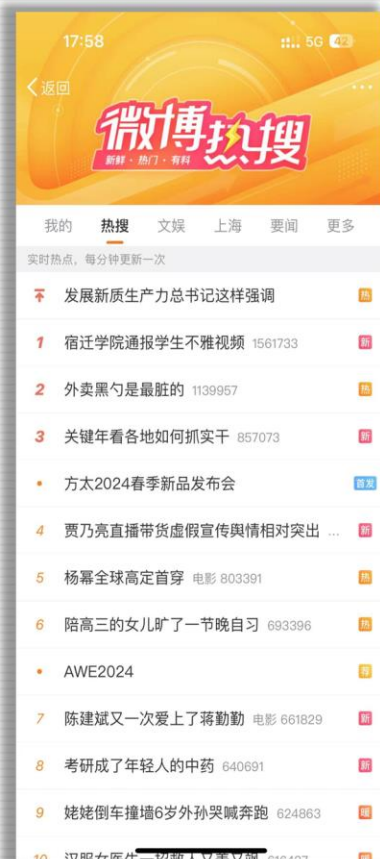 17:58
5G 42
返回
微博热搜
新鲜·热门·有料
我的 热搜 文娱 上海 要闻 更多
实时热点，每分钟更新一次
发展新质生产力总书记这样强调 热
1 宿迁学院通报学生不雅视频 1561733 新
2 外卖黑勺是最脏的 1139957 热
3 关键年看各地如何抓实干 857073 新
方太2024春季新品发布会 首发
4 贾乃亮直播带货虚假宣传舆情相对突出 ... 新
5 杨幂全球高定首穿 电影 803391 热
6 陪高三的女儿旷了一节晚自习 693396 热
AWE2024 荐
7 陈建斌又一次爱上了蒋勤勤 电影 661829 新
8 考研成了年轻人的中药 640691 新
9 姥姥倒车撞墙6岁外孙哭喊奔跑 624863 暖